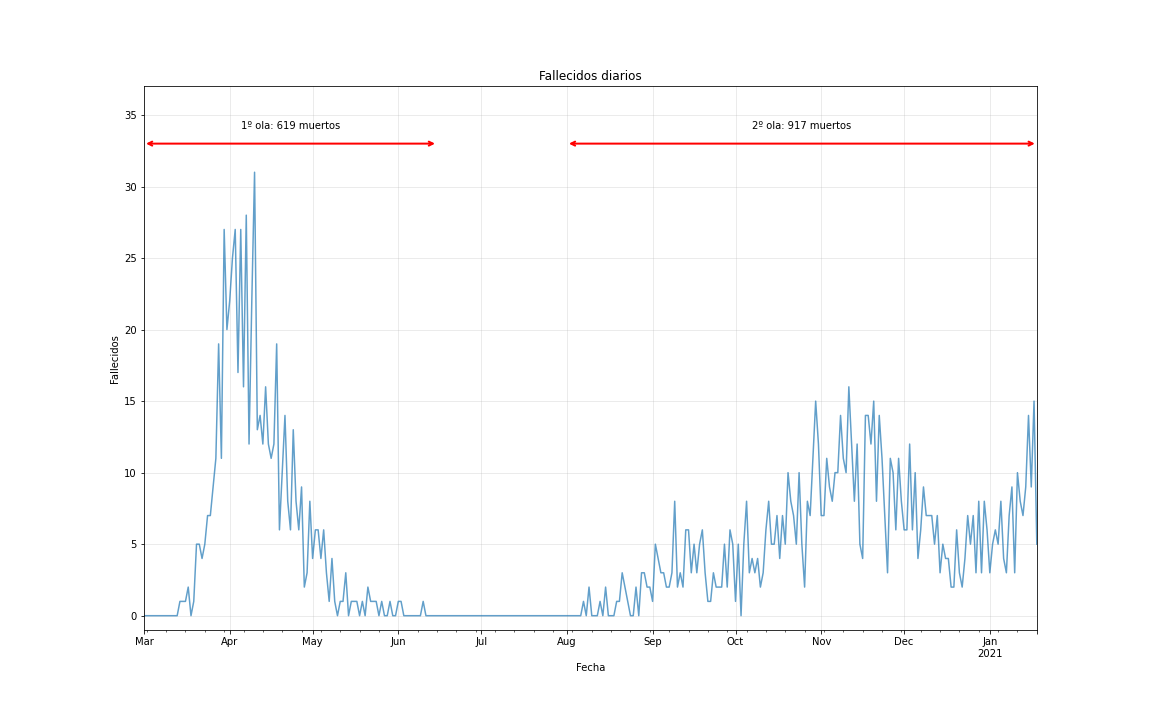 Fallecidos diarios
35
1º ola: 619 muertos
2º ola: 917 muertos
30
25
20
Fallecidos
15
10
5
0
Mar Apr May Jun Jul Aug Sep Oct Nov Dec Jan
2021
Fecha